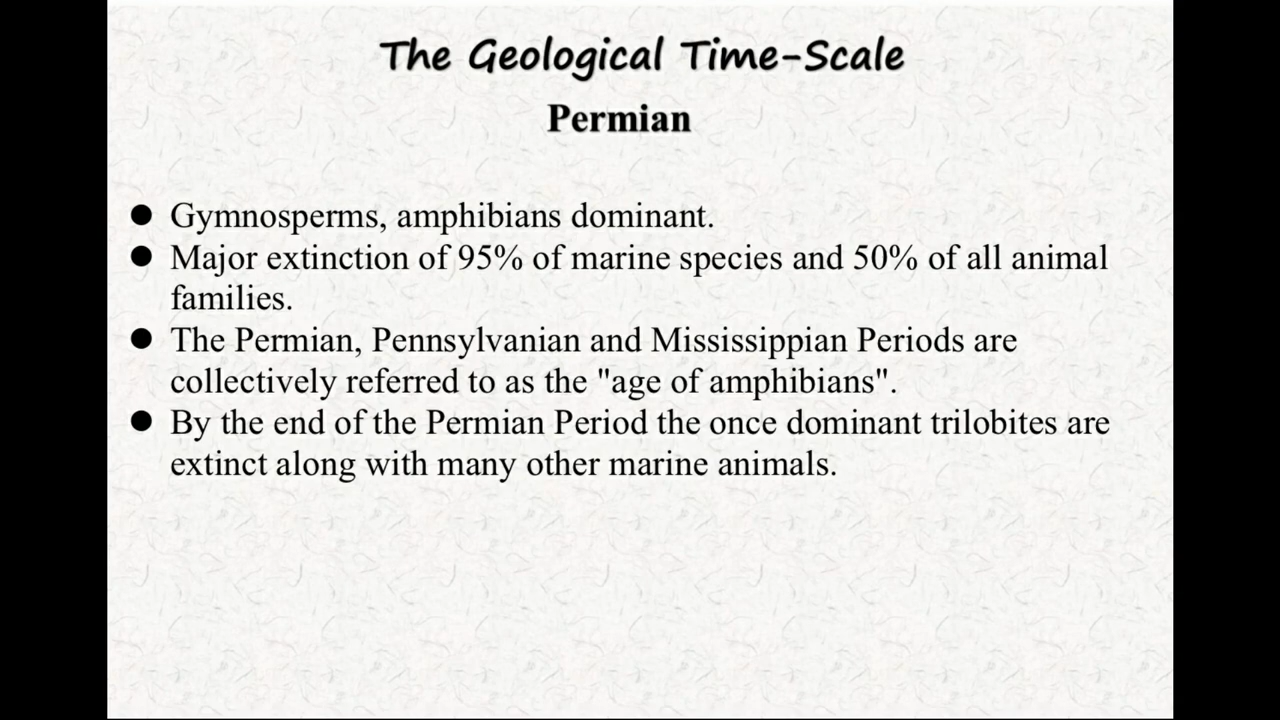 The Geological Time-Scale
Permian
● Gymnosperms, amphibians dominant.
● Major extinction of 95% of marine species and 50% of all animal
families.
● The Permian, Pennsylvanian and Mississippian Periods are
collectively referred to as the "age of amphibians".
● By the end of the Permian Period the once dominant trilobites are
extinct along with many other marine animals.